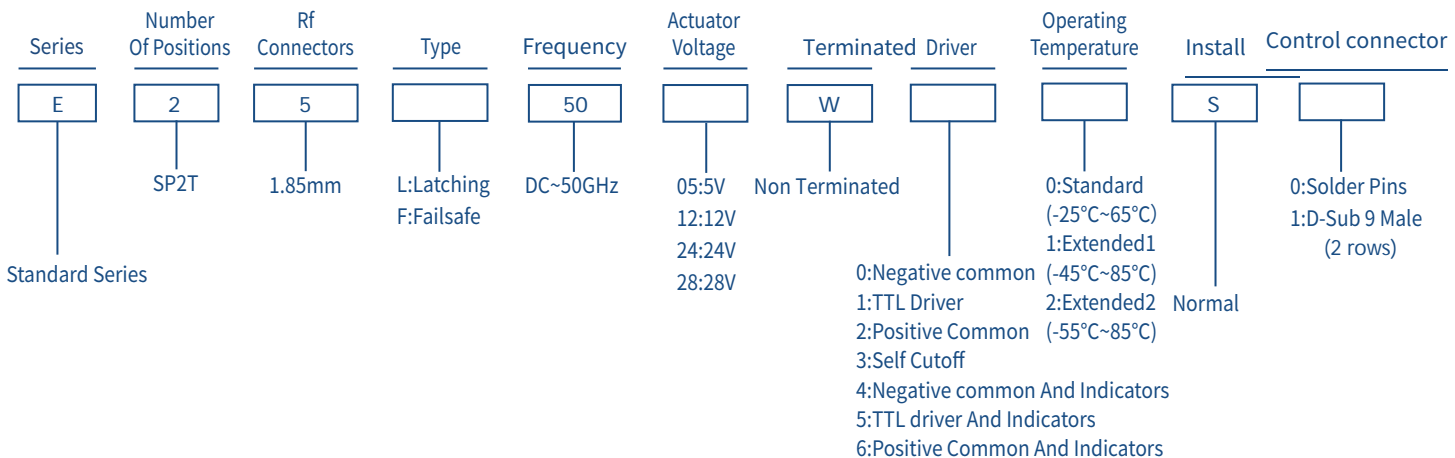 Series
Number
Of Positions
Rf
Connectors
Type
Frequency
Actuator
Voltage
Terminated
Driver
Operating
Temperature
Install
Control connector
E
2
5
50
W
S
Standard Series
SP2T
1.85mm
L:Latching
F:Failsafe
DC~50GHz
05:5V
12:12V
24:24V
28:28V
Non Terminated
0:Negative common
1:TTL Driver
2:Positive Common
3:Self Cutoff
4:Negative common And Indicators
5:TTL driver And Indicators
6:Positive Common And Indicators
0:Standard
(-25°C~65°C)
1:Extended1
(-45°C~85°C)
2:Extended2
(-55°C~85°C)
Normal
0:Solder Pins
1:D-Sub 9 Male
(2 rows)